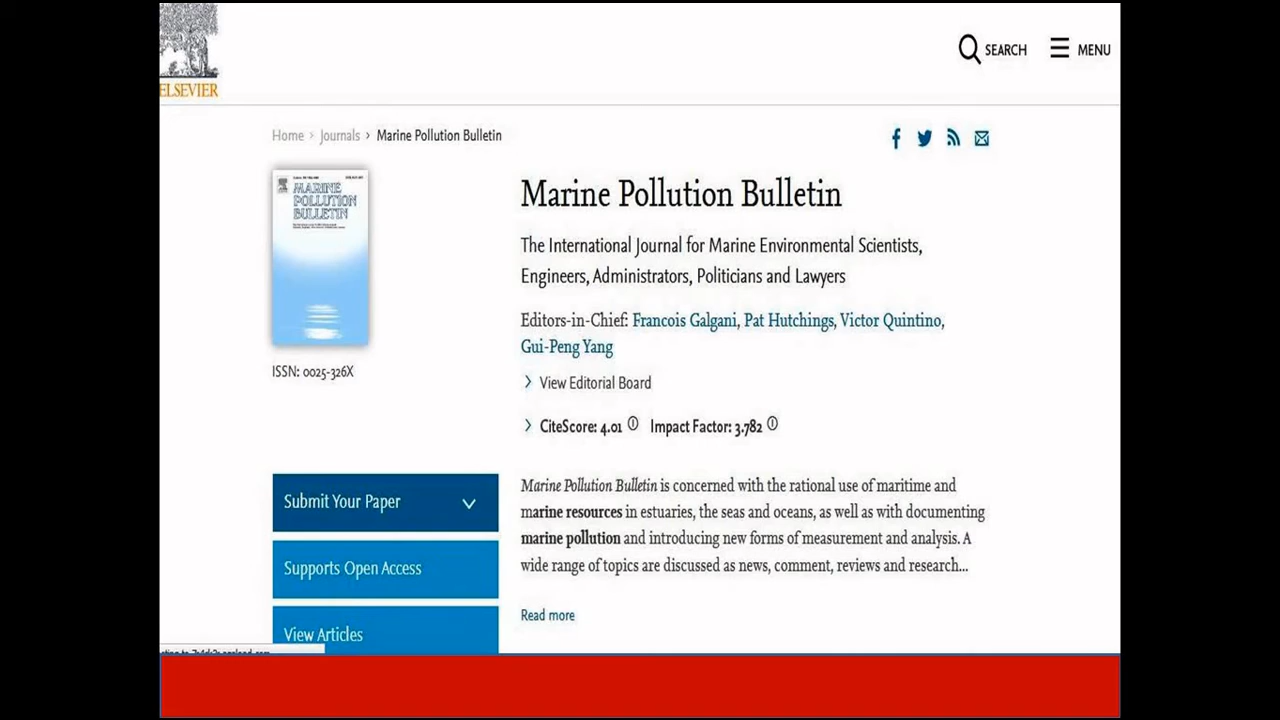 ELSEVIER
SEARCH
MENU
Home > Journals > Marine Pollution Bulletin
MARINE
POLLUTION
BULLETIN
ISSN: 0025-326X
Marine Pollution Bulletin
The International Journal for Marine Environmental Scientists,
Engineers, Administrators, Politicians and Lawyers
Editors-in-Chief: Francois Galgani, Pat Hutchings, Victor Quintino,
Gui-Peng Yang
> View Editorial Board
> CiteScore: 4.01 Impact Factor: 3.782
Submit Your Paper
Supports Open Access
View Articles
Marine Pollution Bulletin is concerned with the rational use of maritime and
marine resources in estuaries, the seas and oceans, as well as with documenting
marine pollution and introducing new forms of measurement and analysis. A
wide range of topics are discussed as news, comment, reviews and research...
Read more